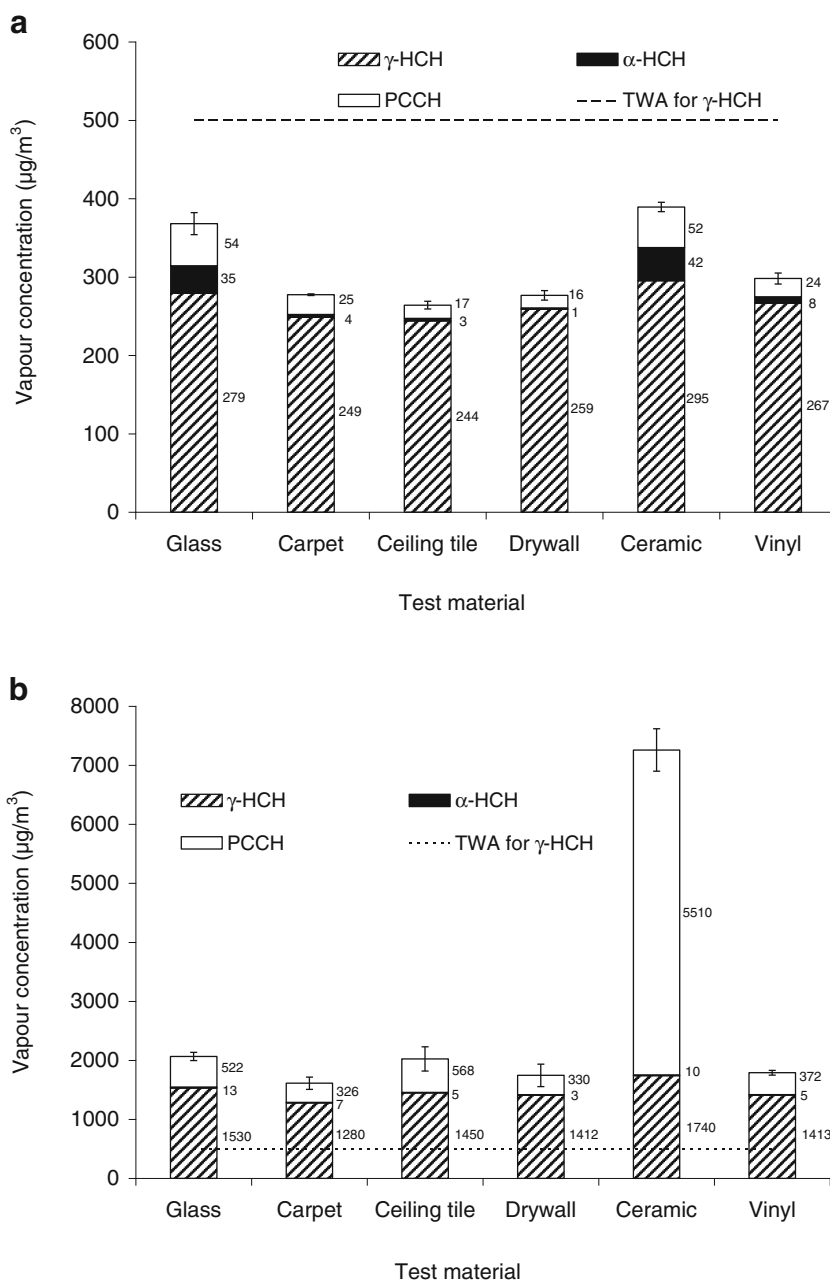 a
600
500
400
300
200
100
0
Vapour concentration (µg/m³)
γ-HCH
α-HCH
PCCH
TWA for γ-HCH
54
35
279
25
4
249
17
3
244
16
1
259
52
42
295
24
8
267
Glass
Carpet
Ceiling tile
Drywall
Ceramic
Vinyl
Test material
b
8000
7000
6000
5000
4000
3000
2000
1000
0
Vapour concentration (µg/m³)
γ-HCH
α-HCH
PCCH
TWA for γ-HCH
522
13
1530
326
7
1280
568
5
1450
330
3
1412
5510
10
1740
372
5
1413
Glass
Carpet
Ceiling tile
Drywall
Ceramic
Vinyl
Test material